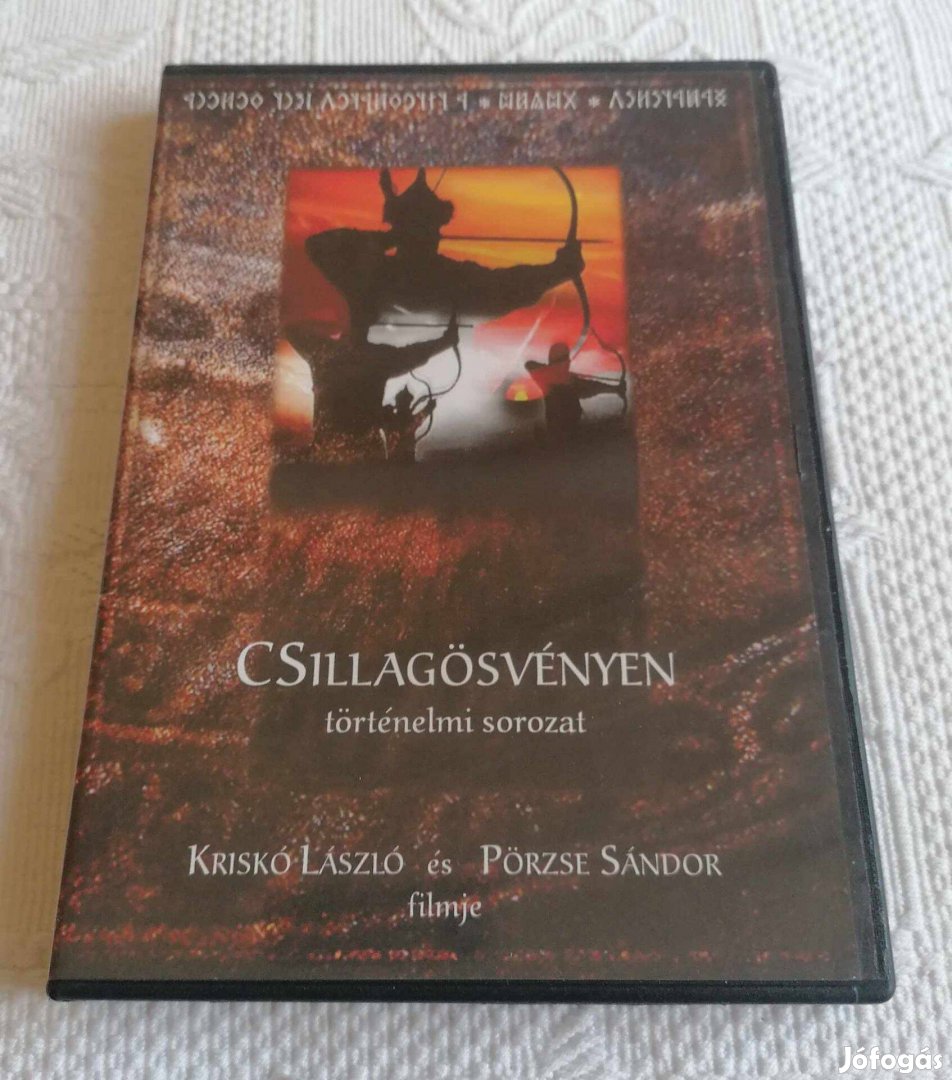 CSILLAGÖSVÉNYEN
történelmi sorozat
KRISKÓ LÁSZLÓ és PÖRZSE SÁNDOR
filmje
Jófogás